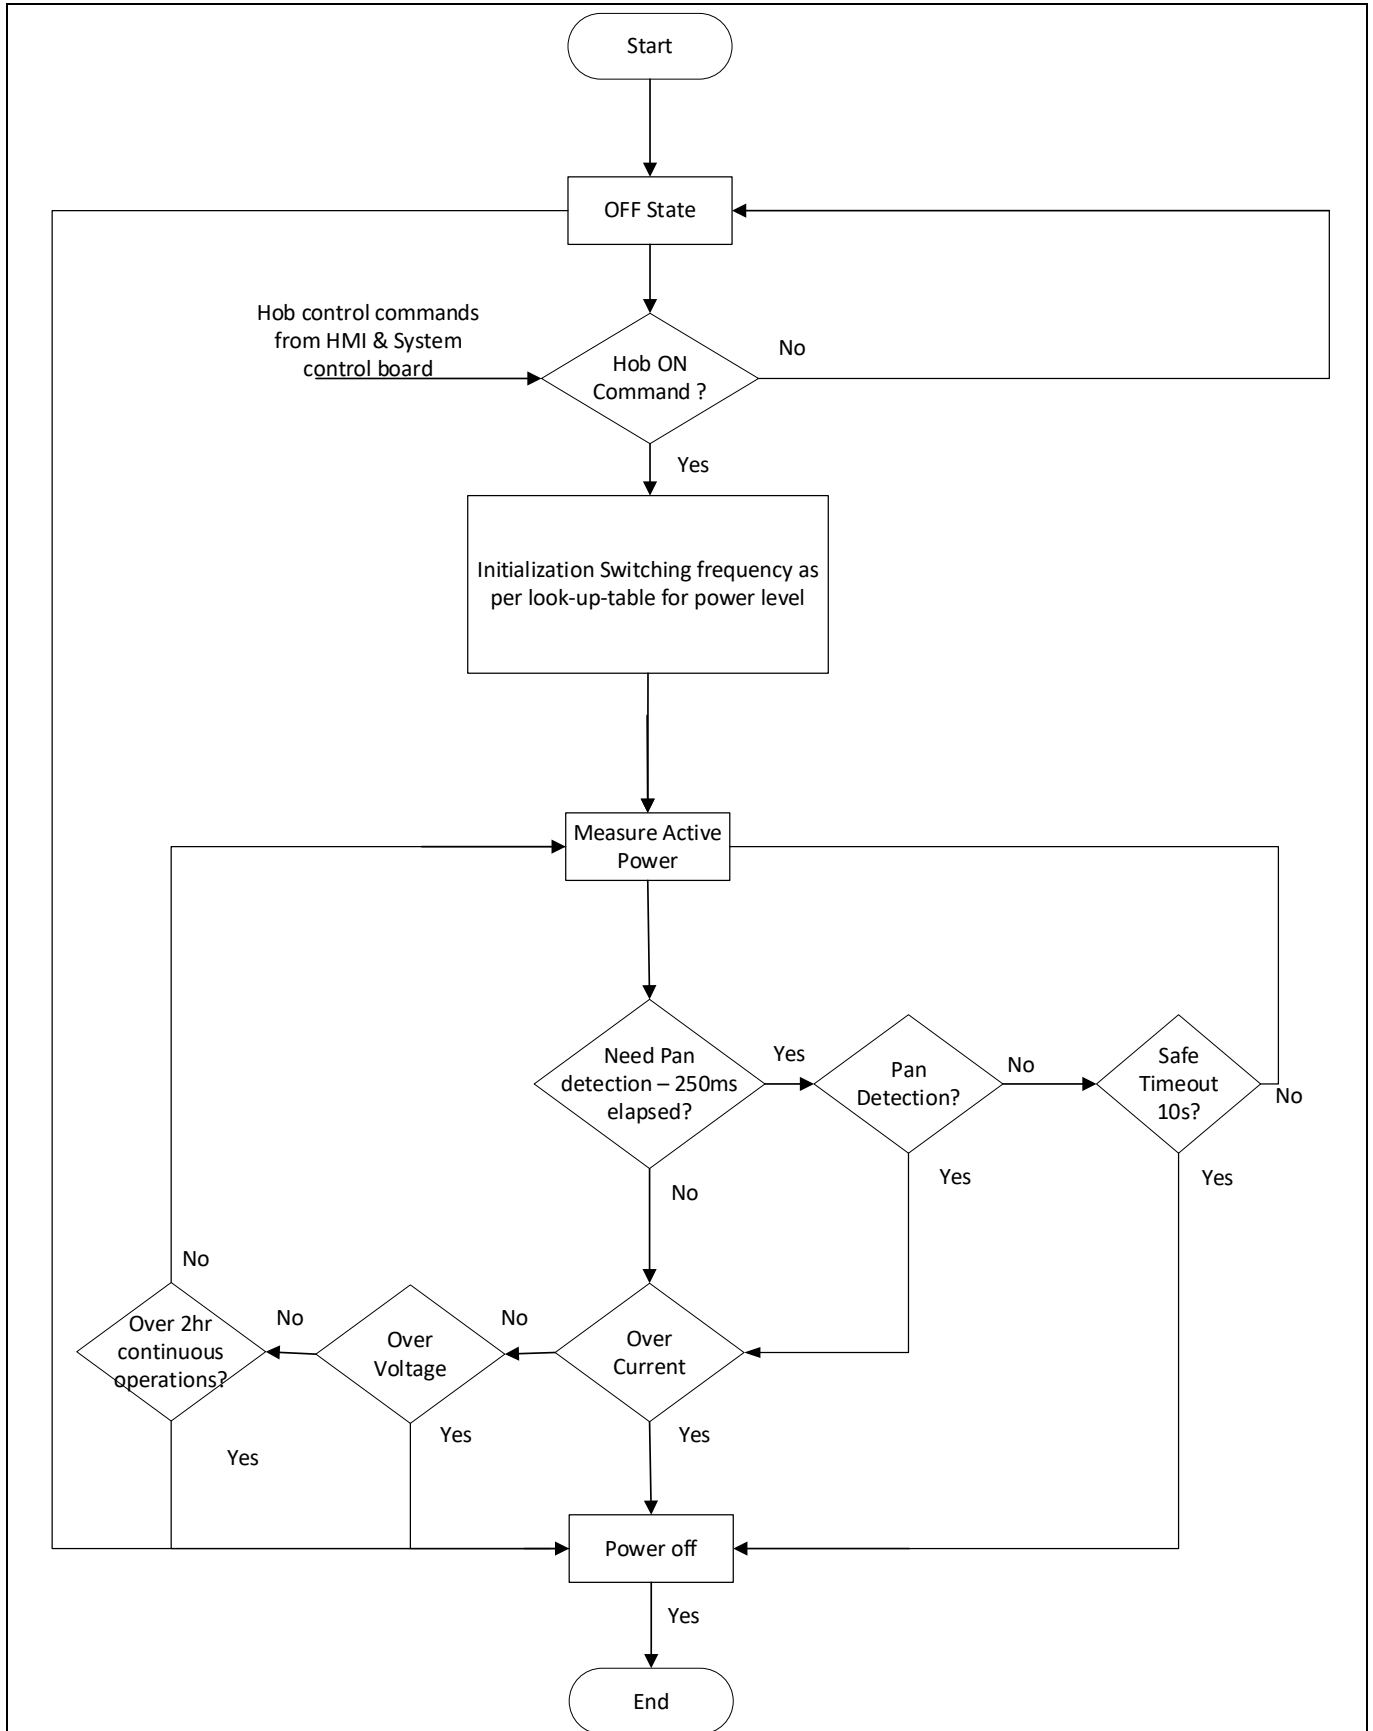 Start
OFF State
Hob control commands
from HMI & System
control board
Hob ON
Command ?
No
Yes
Initialization Switching frequency as
per look-up-table for power level
Measure Active
Power
Need Pan
detection – 250ms
elapsed?
Yes
Pan
Detection?
No
Safe
Timeout
10s?
No
No
Yes
Yes
No
Over 2hr
continuous
operations?
No
Over
Voltage
No
Over
Current
Yes
Yes
Yes
Power off
Yes
End